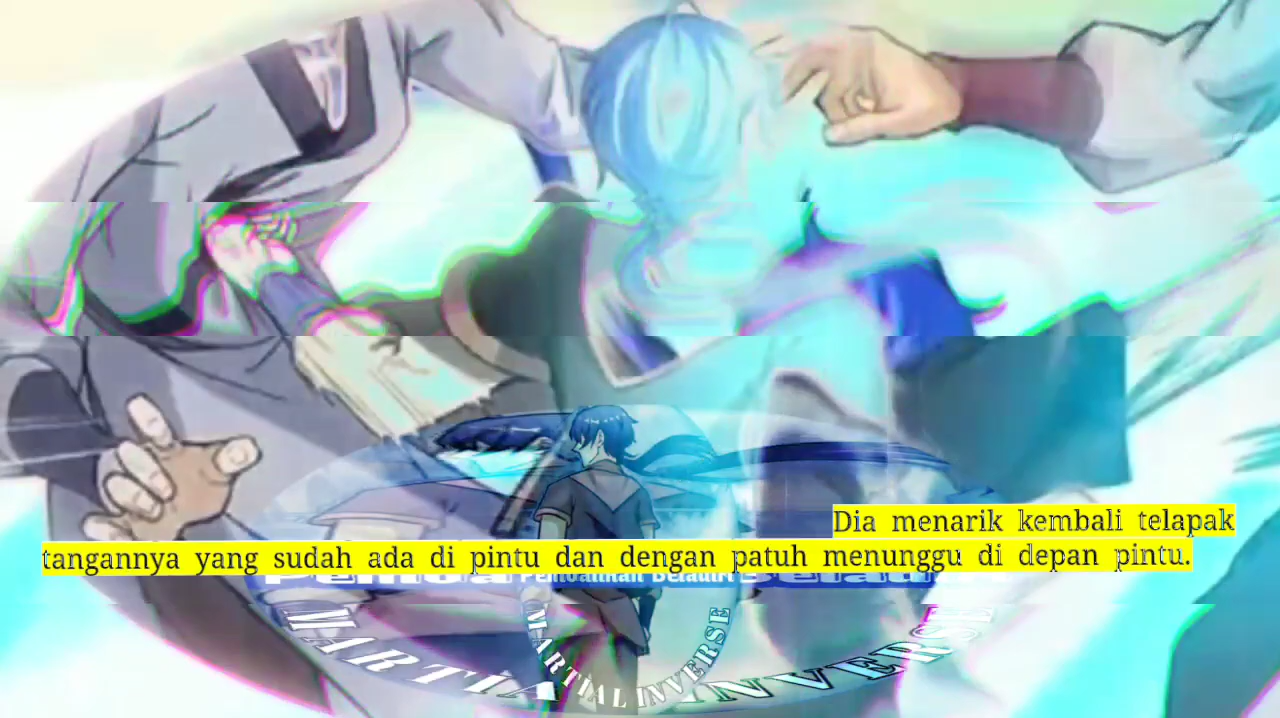 Dia menarik kembali telapak
tangannya yang sudah ada di pintu dan dengan patuh menunggu di depan pintu.
Pembalikan Beladiri
MARTIAL INVERSE
MARTIAL INVERSE